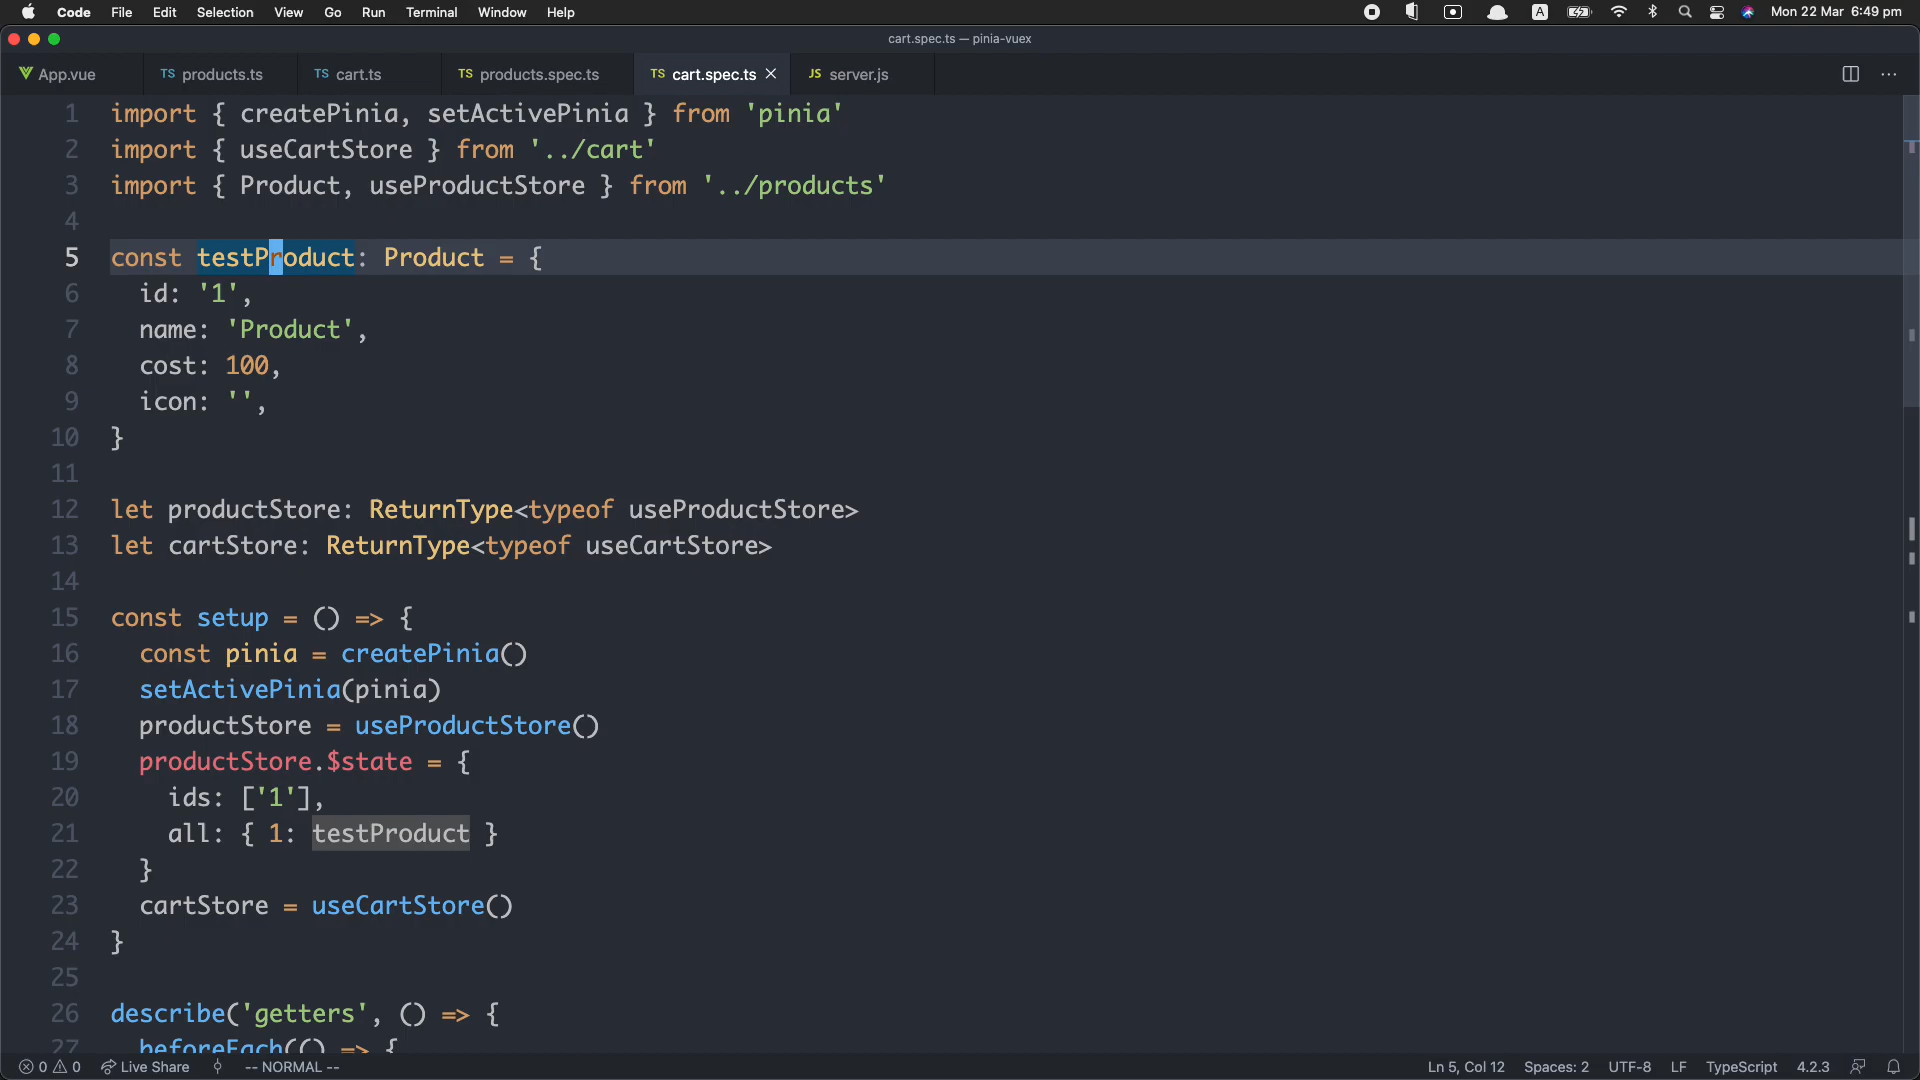 Code File Edit Selection View Go Run Terminal Window Help A Mon 22 Mar 6:49 pm
cart.spec.ts — pinia-vuex
App.vue TS products.ts TS cart.ts TS products.spec.ts TS cart.spec.ts JS server.js
1 import { createPinia, setActivePinia } from 'pinia'
2 import { useCartStore } from '../cart'
3 import { Product, useProductStore } from '../products'
4
5 const testProduct: Product = {
6 id: '1',
7 name: 'Product',
8 cost: 100,
9 icon: '',
10 }
11
12 let productStore: ReturnType<typeof useProductStore>
13 let cartStore: ReturnType<typeof useCartStore>
14
15 const setup = () => {
16 const pinia = createPinia()
17 setActivePinia(pinia)
18 productStore = useProductStore()
19 productStore.$state = {
20 ids: ['1'],
21 all: { 1: testProduct }
22 }
23 cartStore = useCartStore()
24 }
25
26 describe('getters', () => {
27 beforeEach(() => {
0 0 Live Share -- NORMAL -- Ln 5, Col 12 Spaces: 2 UTF-8 LF TypeScript 4.2.3